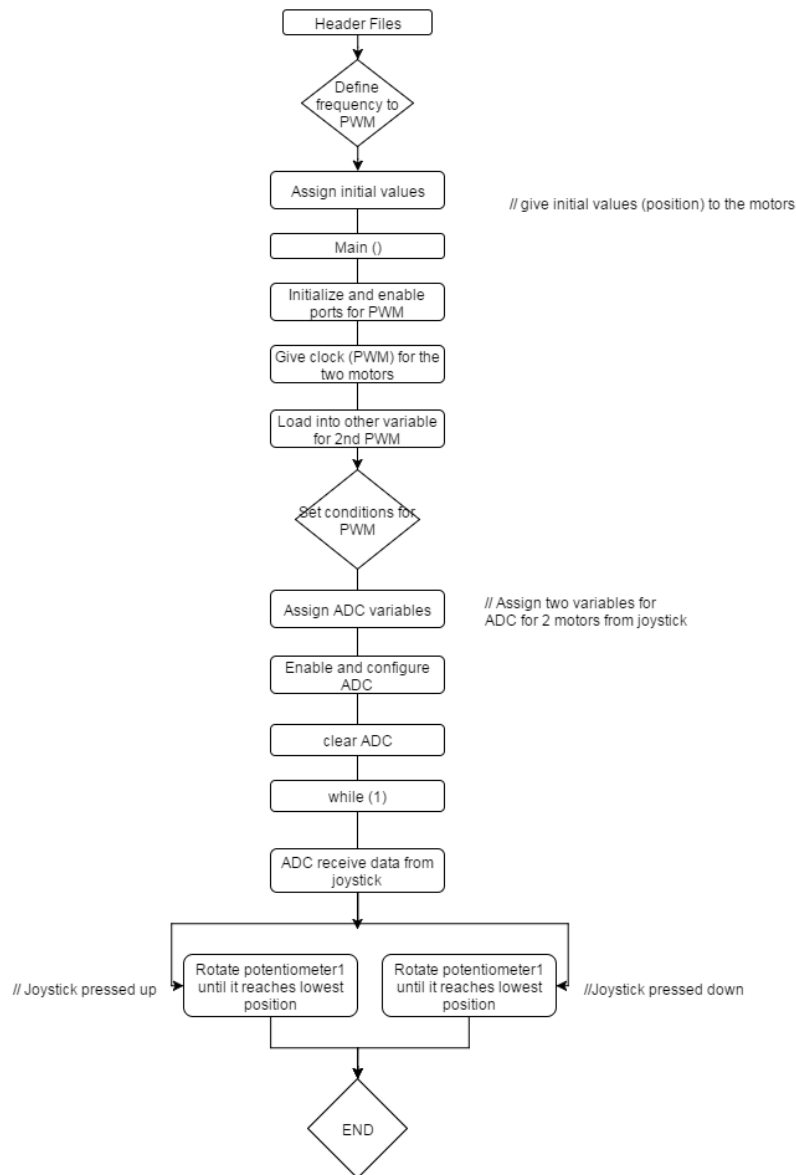 Header Files
Define
frequency to
PWM
Assign initial values
// give initial values (position) to the motors
Main ()
Initialize and enable
ports for PWM
Give clock (PWM) for the
two motors
Load into other variable
for 2nd PWM
Set conditions for
PWM
Assign ADC variables
// Assign two variables for
ADC for 2 motors from joystick
Enable and configure
ADC
clear ADC
while (1)
ADC receive data from
joystick
// Joystick pressed up
Rotate potentiometer1
until it reaches lowest
position
Rotate potentiometer1
until it reaches lowest
position
//Joystick pressed down
END